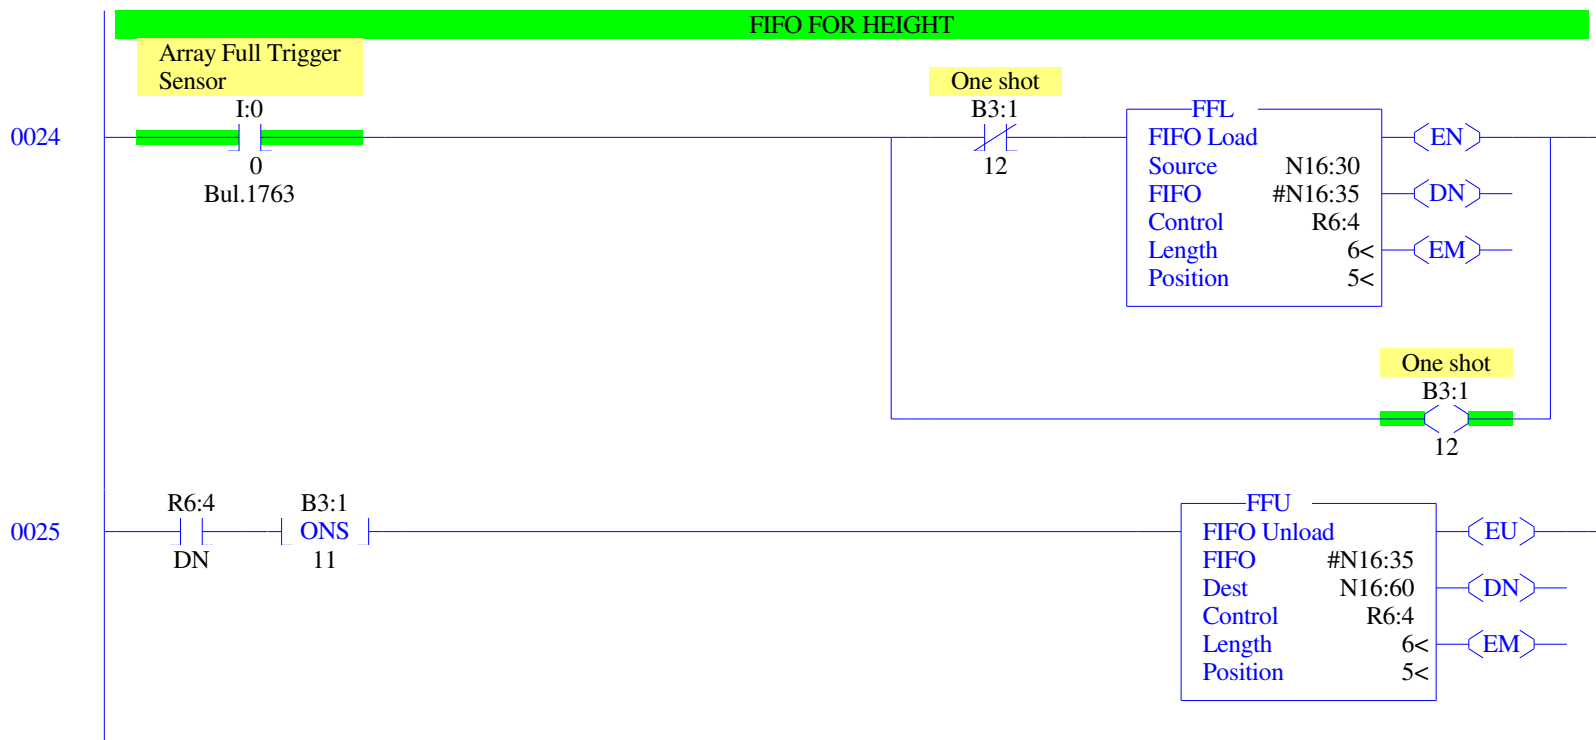 FIFO FOR HEIGHT
Array Full Trigger
Sensor
I:0
0
Bul.1763
0024
One shot
B3:1
12
FFL
FIFO Load
Source N16:30
FIFO #N16:35
Control R6:4
Length 6<
Position 5<
EN
DN
EM
One shot
B3:1
12
0025
R6:4
DN
B3:1
ONS
11
FFU
FIFO Unload
FIFO #N16:35
Dest N16:60
Control R6:4
Length 6<
Position 5<
EU
DN
EM